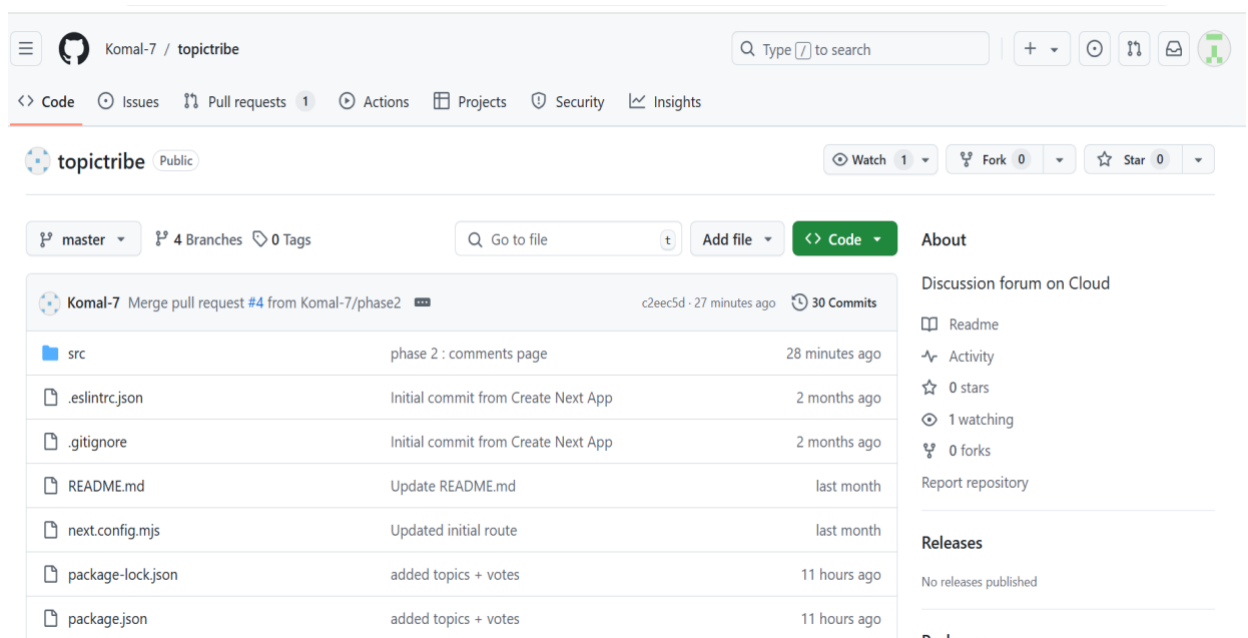 Komal-7 / topictribe
Type / to search
Code Issues Pull requests 1 Actions Projects Security Insights
topictribe Public
Watch 1 Fork 0 Star 0
master 4 Branches 0 Tags Go to file t Add file Code
Komal-7 Merge pull request #4 from Komal-7/phase2 c2eec5d · 27 minutes ago 30 Commits
src phase 2 : comments page 28 minutes ago
.eslintrc.json Initial commit from Create Next App 2 months ago
.gitignore Initial commit from Create Next App 2 months ago
README.md Update README.md last month
next.config.mjs Updated initial route last month
package-lock.json added topics + votes 11 hours ago
package.json added topics + votes 11 hours ago
About
Discussion forum on Cloud
Readme
Activity
0 stars
1 watching
0 forks
Report repository
Releases
No releases published